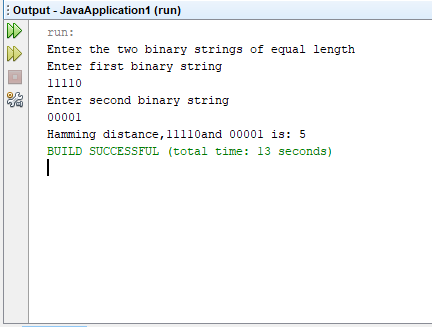 Output - JavaApplication1 (run)
run:
Enter the two binary strings of equal length
Enter first binary string
11110
Enter second binary string
00001
Hamming distance,11110and 00001 is: 5
BUILD SUCCESSFUL (total time: 13 seconds)